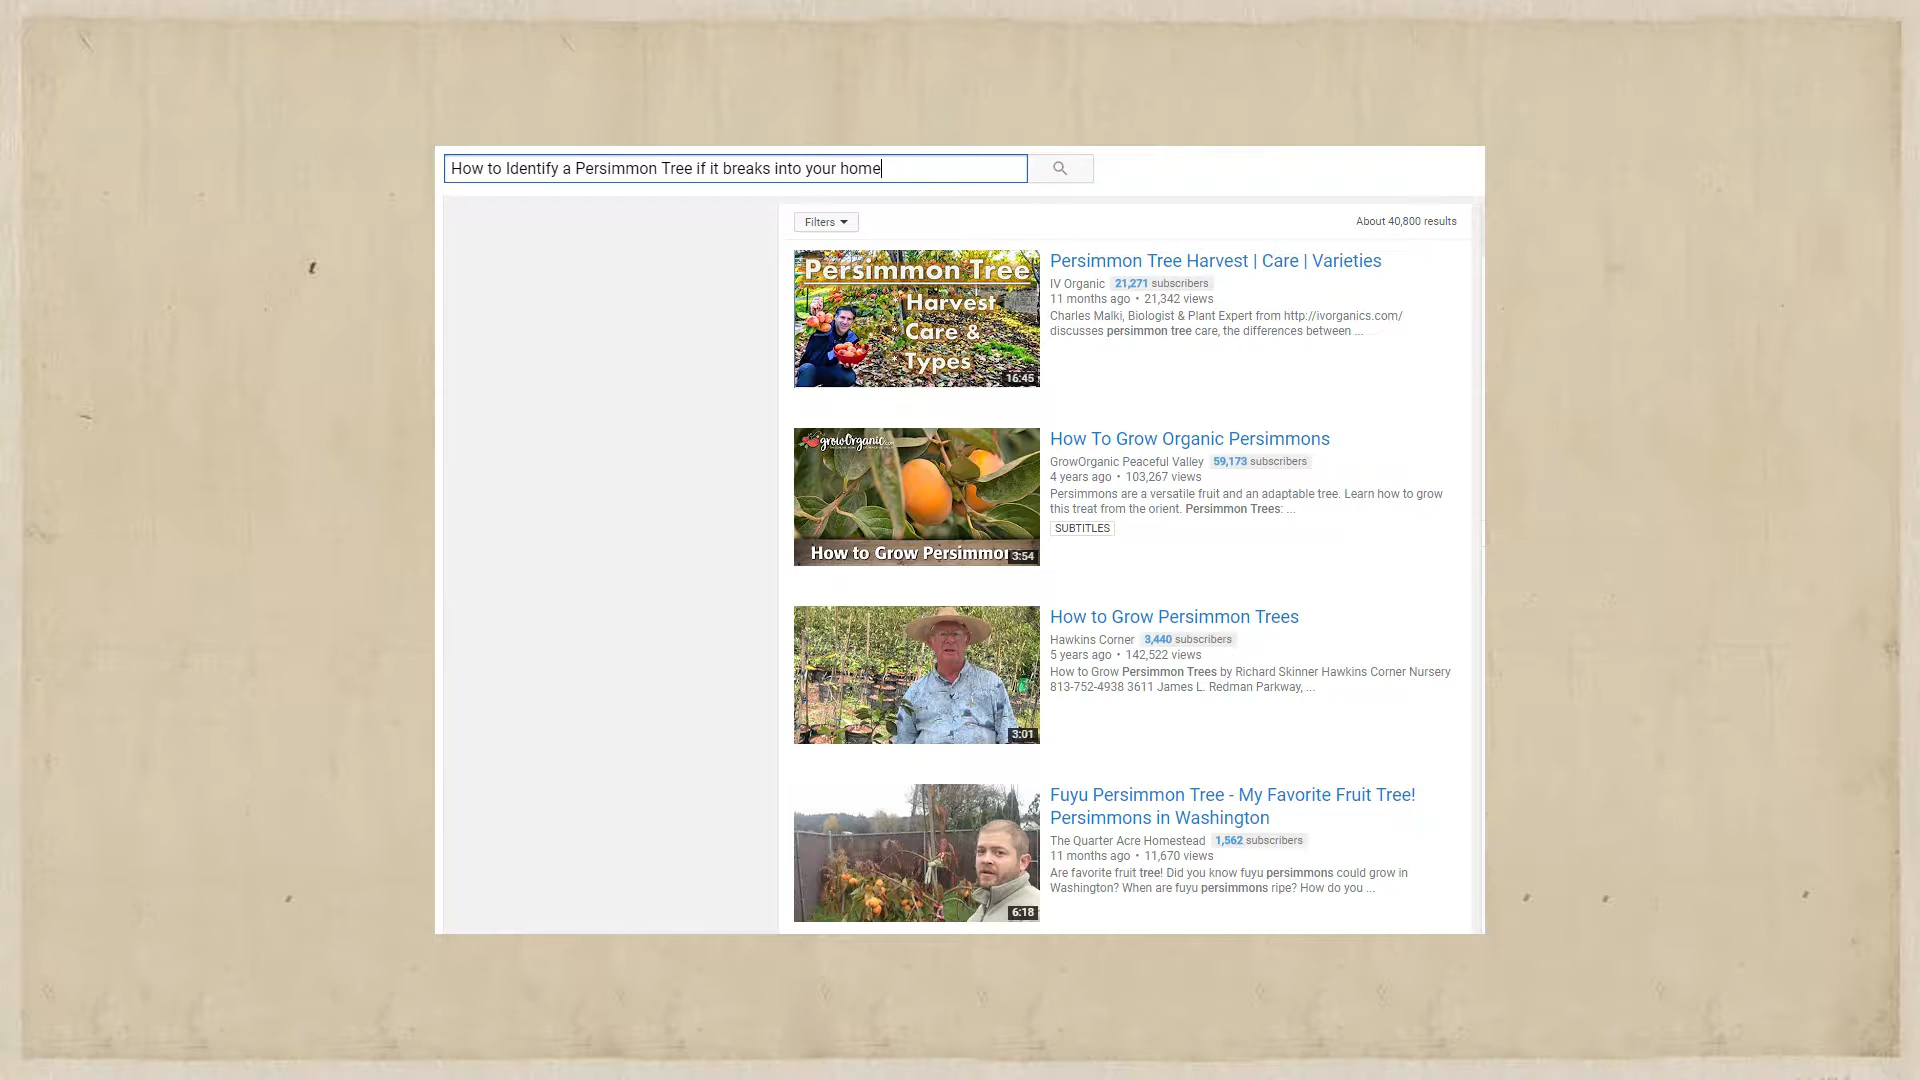 How to Identify a Persimmon Tree if it breaks into your home
Filters
About 40,800 results
Persimmon Tree
Harvest
Care &
Types
16:45
Persimmon Tree Harvest | Care | Varieties
IV Organic 21,271 subscribers
11 months ago • 21,342 views
Charles Malki, Biologist & Plant Expert from http://ivorganics.com/
discusses persimmon tree care, the differences between ...
growOrganic.com
How to Grow Persimmon
3:54
How To Grow Organic Persimmons
GrowOrganic Peaceful Valley 59,173 subscribers
4 years ago • 103,267 views
Persimmons are a versatile fruit and an adaptable tree. Learn how to grow
this treat from the orient. Persimmon Trees: ...
SUBTITLES
3:01
How to Grow Persimmon Trees
Hawkins Corner 3,440 subscribers
5 years ago • 142,522 views
How to Grow Persimmon Trees by Richard Skinner Hawkins Corner Nursery
813-752-4938 3611 James L. Redman Parkway, ...
6:18
Fuyu Persimmon Tree - My Favorite Fruit Tree!
Persimmons in Washington
The Quarter Acre Homestead 1,562 subscribers
11 months ago • 11,670 views
Are favorite fruit tree! Did you know fuyu persimmons could grow in
Washington? When are fuyu persimmons ripe? How do you ...